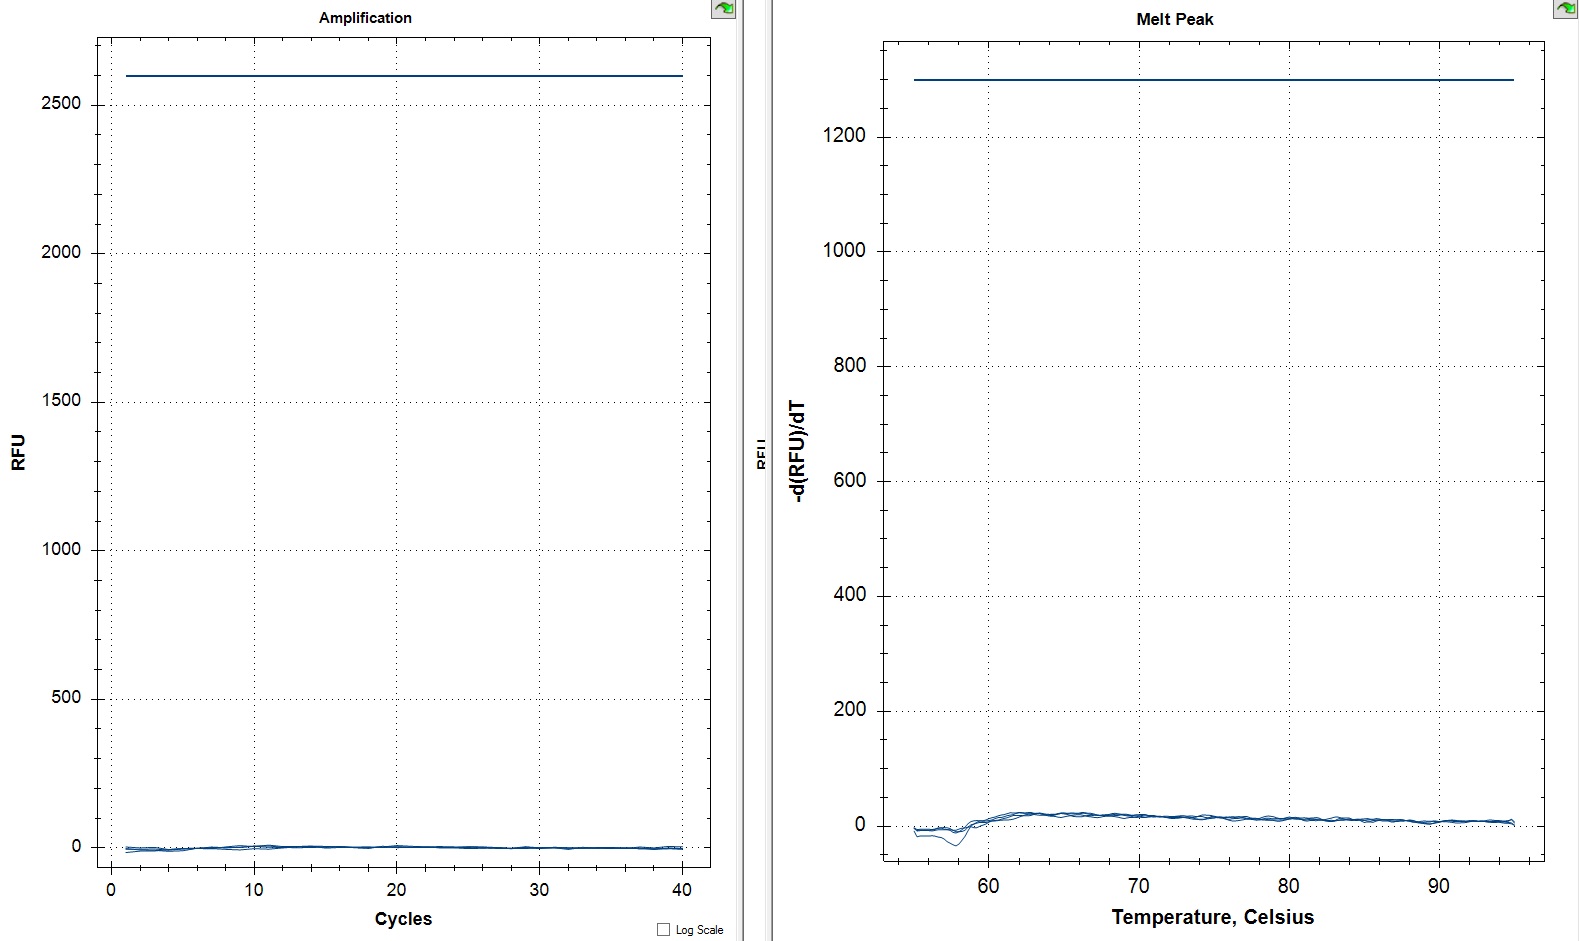 Amplification
2500
2000
1500
1000
500
0
RFU
0 10 20 30 40
Cycles
Log Scale
RFU
Melt Peak
1200
1000
800
600
400
200
0
-d(RFU)/dT
60 70 80 90
Temperature, Celsius